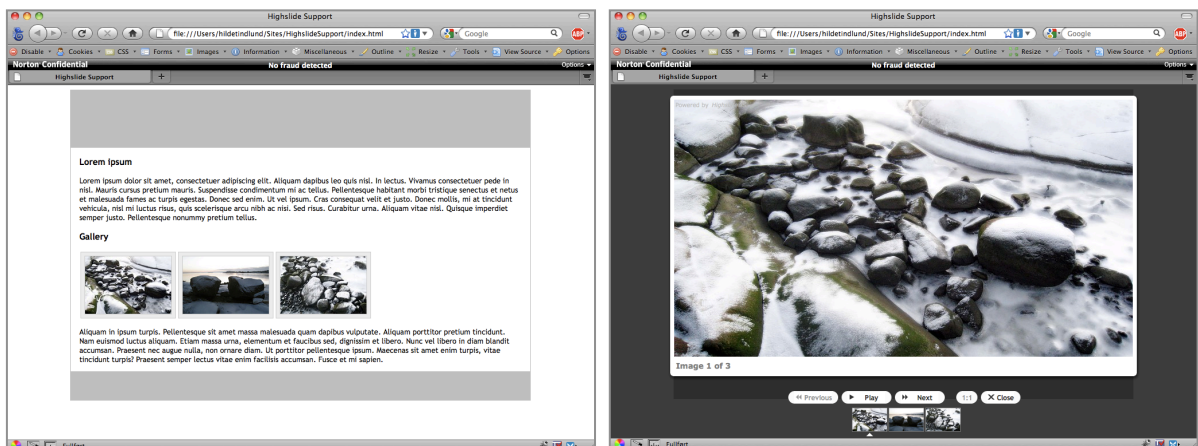 Highslide Support
file:///Users/hildetindlund/Sites/HighslideSupport/index.html
Google
ABP
Disable Cookies CSS Forms Images Information Miscellaneous Outline Resize Tools View Source Options
Norton Confidential No fraud detected Options
Highslide Support +
Lorem ipsum
Lorem ipsum dolor sit amet, consectetuer adipiscing elit. Aliquam dapibus leo quis nisl. In lectus. Vivamus consectetuer pede in
nisl. Mauris cursus pretium mauris. Suspendisse condimentum mi ac tellus. Pellentesque habitant morbi tristique senectus et netus
et malesuada fames ac turpis egestas. Donec sed enim. Ut vel ipsum. Cras consequat velit et justo. Donec mollis, mi at tincidunt
vehicula, nisl mi luctus risus, quis scelerisque arcu nibh ac nisi. Sed risus. Curabitur urna. Aliquam vitae nisl. Quisque imperdiet
semper justo. Pellentesque nonummy pretium tellus.
Gallery
Aliquam in ipsum turpis. Pellentesque sit amet massa malesuada quam dapibus vulputate. Aliquam porttitor pretium tincidunt.
Nam euismod luctus aliquam. Etiam massa urna, elementum et faucibus sed, dignissim et libero. Nunc vel libero in diam blandit
accumsan. Praesent nec augue nulla, non ornare diam. Ut porttitor pellentesque ipsum. Maecenas sit amet enim turpis, vitae
tincidunt turpis? Praesent semper lectus vitae enim facilisis accumsan. Fusce et mi sapien.
Fullført
Highslide Support
file:///Users/hildetindlund/Sites/HighslideSupport/index.html
Google
ABP
Disable Cookies CSS Forms Images Information Miscellaneous Outline Resize Tools View Source Options
Norton Confidential No fraud detected Options
Highslide Support +
Powered by
Image 1 of 3
Previous Play Next 1:1 X Close
Fullført